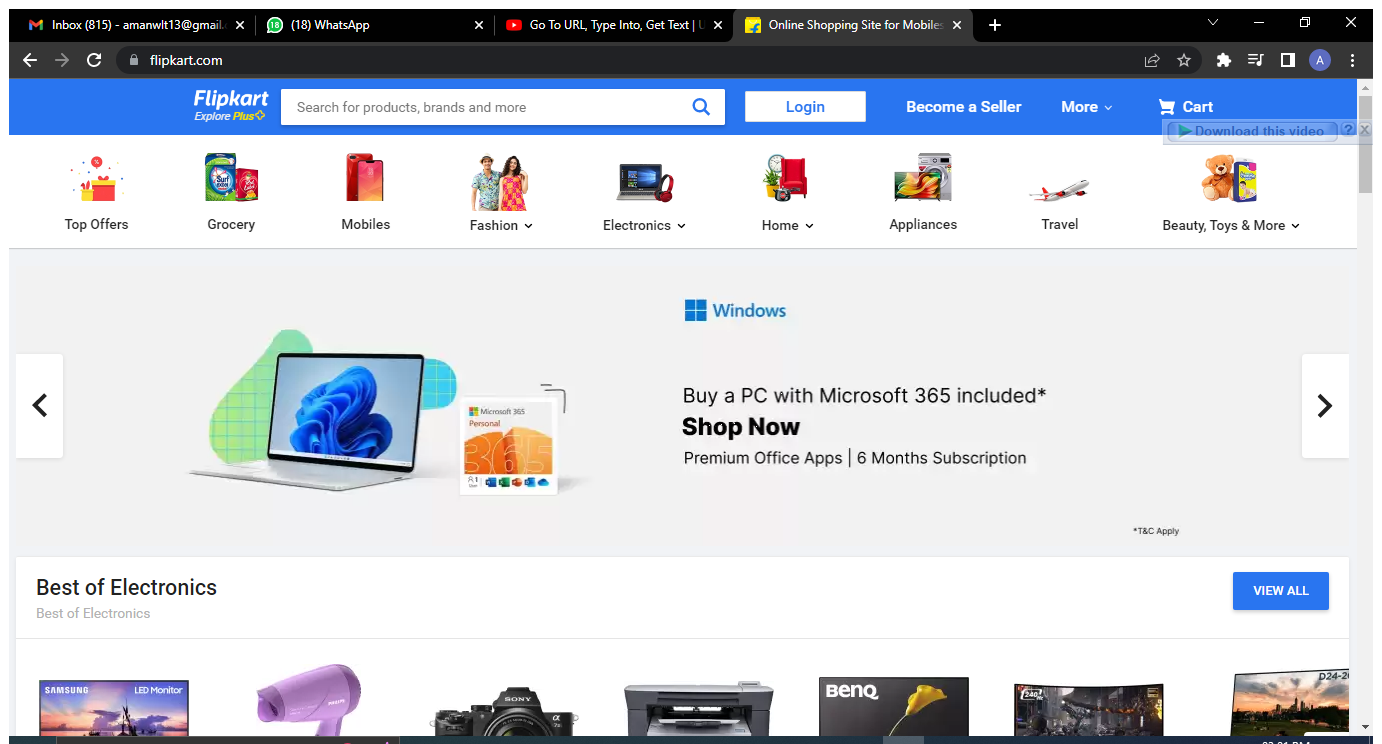 Inbox (815) - amanwlt13@gmail.
(18) WhatsApp
Go To URL, Type Into, Get Text | U
Online Shopping Site for Mobiles
flipkart.com
A
Flipkart
Explore Plus
Search for products, brands and more
Login
Become a Seller
More
Cart
Download this video
?
X
Top Offers
Grocery
Mobiles
Fashion
Electronics
Home
Appliances
Travel
Beauty, Toys & More
Windows
Buy a PC with Microsoft 365 included*
Shop Now
Premium Office Apps | 6 Months Subscription
*T&C Apply
Microsoft 365
Personal
365
Best of Electronics
Best of Electronics
VIEW ALL
SAMSUNG
LED Monitor
PHILIPS
SONY
BENQ
240
D24-20